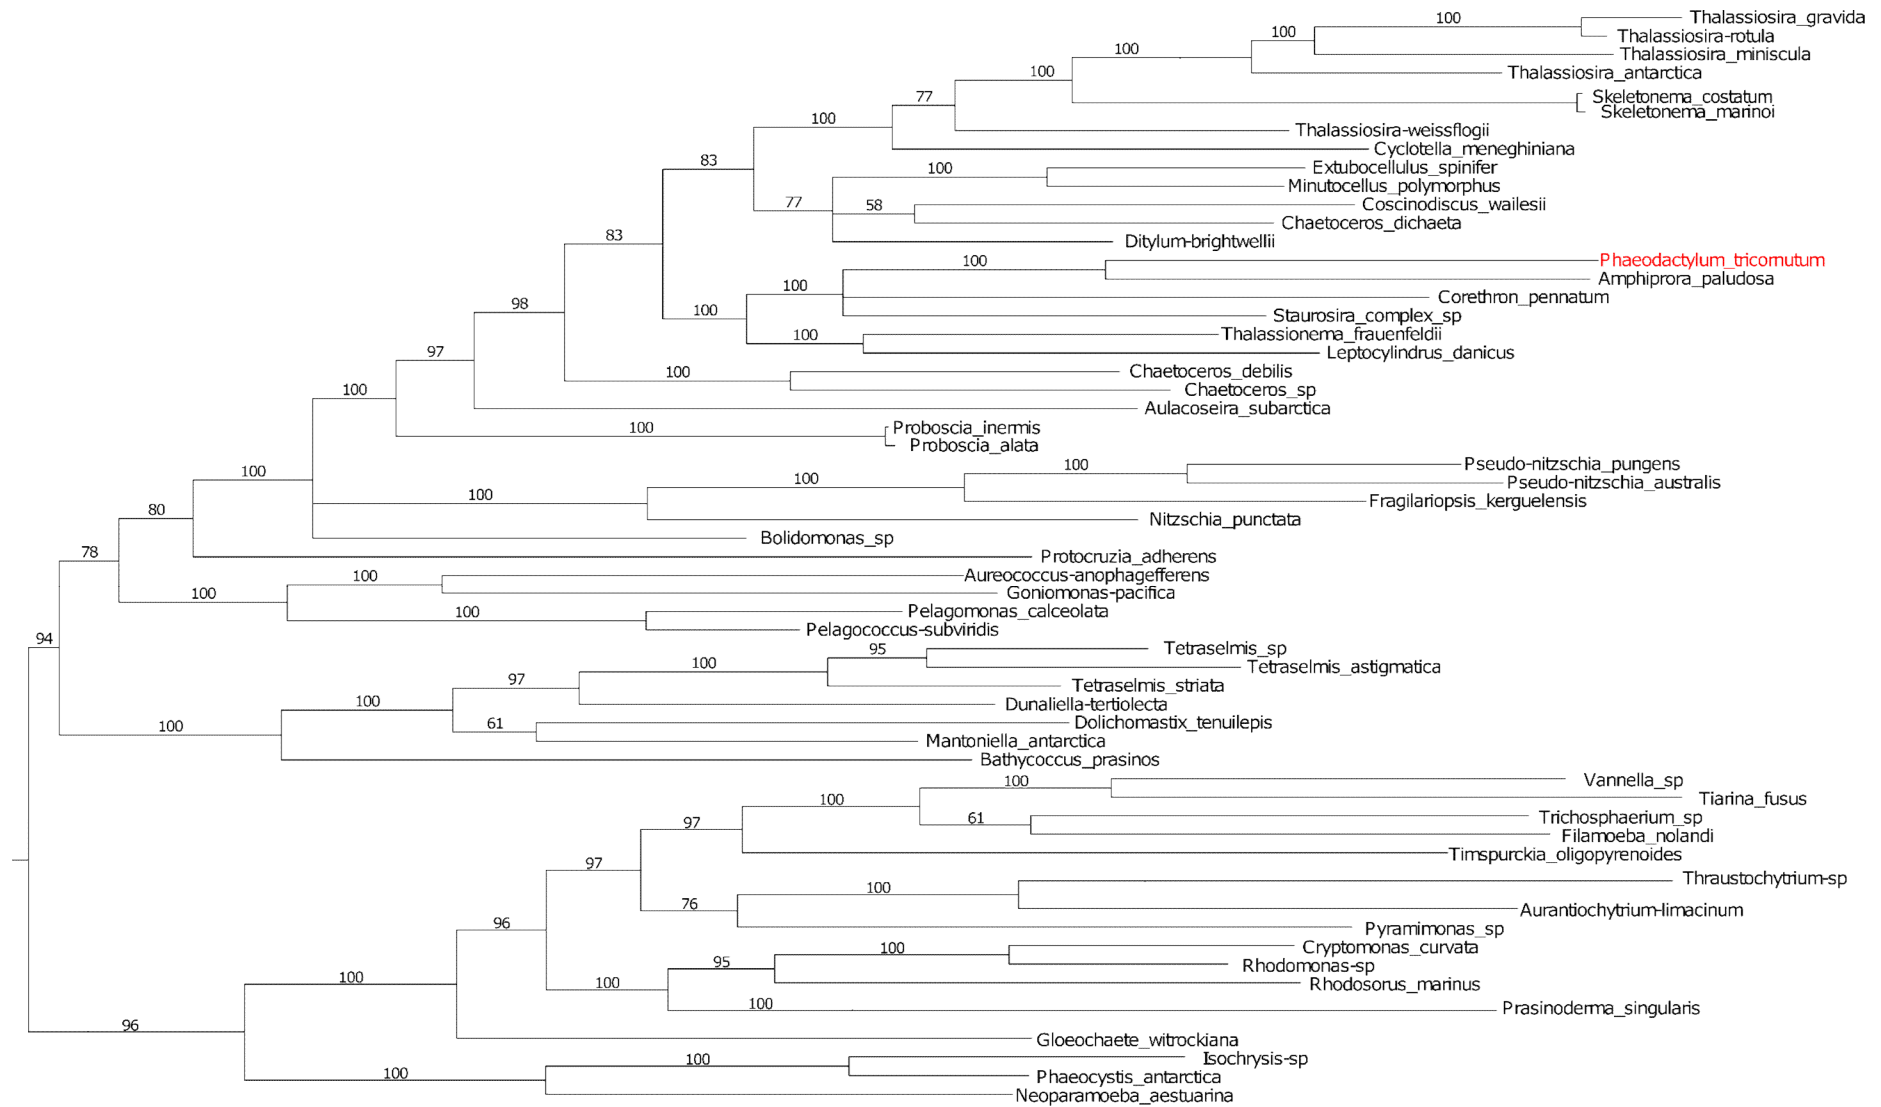 100 Thalassiosira_gravida
100 Thalassiosira-rotula
100 Thalassiosira_miniscula
100 Thalassiosira_antarctica
77 Skeletonema_costatum
Skeletonema_marinoi
100 Thalassiosira-weissflogii
Cyclotella_meneghiniana
83 100 Extubocellulus_spinifer
Minutocellus_polymorphus
77 58 Coscinodiscus_wailesii
Chaetoceros_dichaeta
83 Ditylum-brightwellii
100 Phaeodactylum_tricornutum
100 Amphiprora_paludosa
98 Corethron_pennatum
100 Staurosira_complex_sp
100 Thalassionema_frauenfeldii
97 Leptocylindrus_danicus
100 Chaetoceros_debilis
100 Chaetoceros_sp
Aulacoseira_subarctica
100 Proboscia_inermis
Proboscia_alata
100 100 Pseudo-nitzschia_pungens
100 Pseudo-nitzschia_australis
100 Fragilariopsis_kerguelensis
80 Nitzschia_punctata
Bolidomonas_sp
78 Protocruzia_adherens
100 Aureococcus-anophagefferens
100 Goniomonas-pacifica
100 Pelagomonas_calceolata
Pelagococcus-subviridis
94 95 Tetraselmis_sp
100 Tetraselmis_astigmatica
97 Tetraselmis_striata
100 Dunaliella-tertiolecta
100 61 Dolichomastix_tenuilepis
Mantoniella_antarctica
Bathycoccus_prasinos
100 Vannella_sp
100 Tiarina_fusus
97 61 Trichosphaerium_sp
Filamoeba_nolandi
97 Timspurckia_oligopyrenoides
100 Thraustochytrium-sp
76 Aurantiochytrium-limacinum
96 Pyramimonas_sp
100 Cryptomonas_curvata
95 Rhodomonas-sp
100 100 Rhodosorus_marinus
100 Prasinoderma_singularis
96 Gloeochaete_witrockiana
100 Isochrysis-sp
100 Phaeocystis_antarctica
Neoparamoeba_aestuarina